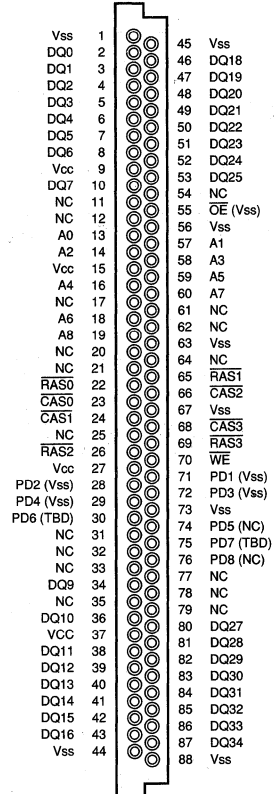 Vss 1
DQ0 2
DQ1 3
DQ2 4
DQ3 5
DQ4 6
DQ5 7
DQ6 8
Vcc 9
DQ7 10
NC 11
NC 12
A0 13
A2 14
Vcc 15
A4 16
NC 17
A6 18
A8 19
NC 20
NC 21
RAS0 22
CAS0 23
CAS1 24
NC 25
RAS2 26
Vcc 27
PD2 (Vss) 28
PD4 (Vss) 29
PD6 (TBD) 30
NC 31
NC 32
NC 33
DQ9 34
NC 35
DQ10 36
VCC 37
DQ11 38
DQ12 39
DQ13 40
DQ14 41
DQ15 42
DQ16 43
Vss 44
45 Vss
46 DQ18
47 DQ19
48 DQ20
49 DQ21
50 DQ22
51 DQ23
52 DQ24
53 DQ25
54 NC
55 OE (Vss)
56 Vss
57 A1
58 A3
59 A5
60 A7
61 NC
62 NC
63 Vss
64 NC
65 RAS1
66 CAS2
67 Vss
68 CAS3
69 RAS3
70 WE
71 PD1 (Vss)
72 PD3 (Vss)
73 Vss
74 PD5 (NC)
75 PD7 (TBD)
76 PD8 (NC)
77 NC
78 NC
79 NC
80 DQ27
81 DQ28
82 DQ29
83 DQ30
84 DQ31
85 DQ32
86 DQ33
87 DQ34
88 Vss